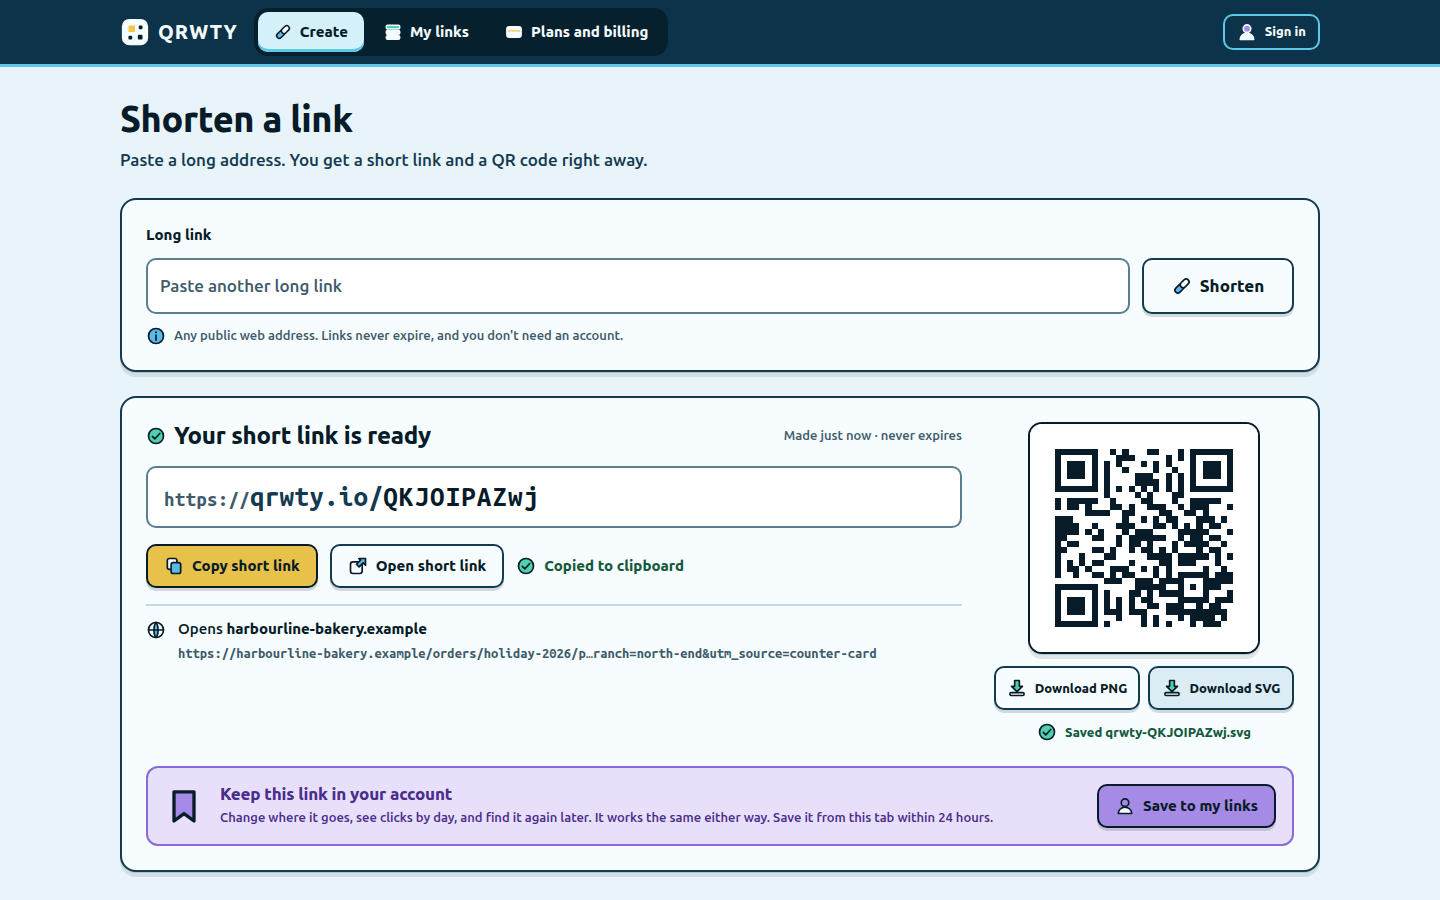 QRWTY
Create
My links
Plans and billing
Sign in
Shorten a link
Paste a long address. You get a short link and a QR code right away.
Long link
Paste another long link
Shorten
Any public web address. Links never expire, and you don't need an account.
Your short link is ready
Made just now · never expires
https://qrwty.io/QKJOIPAZwj
Copy short link
Open short link
Copied to clipboard
Opens harbourline-bakery.example
https://harbourline-bakery.example/orders/holiday-2026/p…ranch=north-end&utm_source=counter-card
Download PNG
Download SVG
Saved qrwty-QKJOIPAZwj.svg
Keep this link in your account
Change where it goes, see clicks by day, and find it again later. It works the same either way. Save it from this tab within 24 hours.
Save to my links